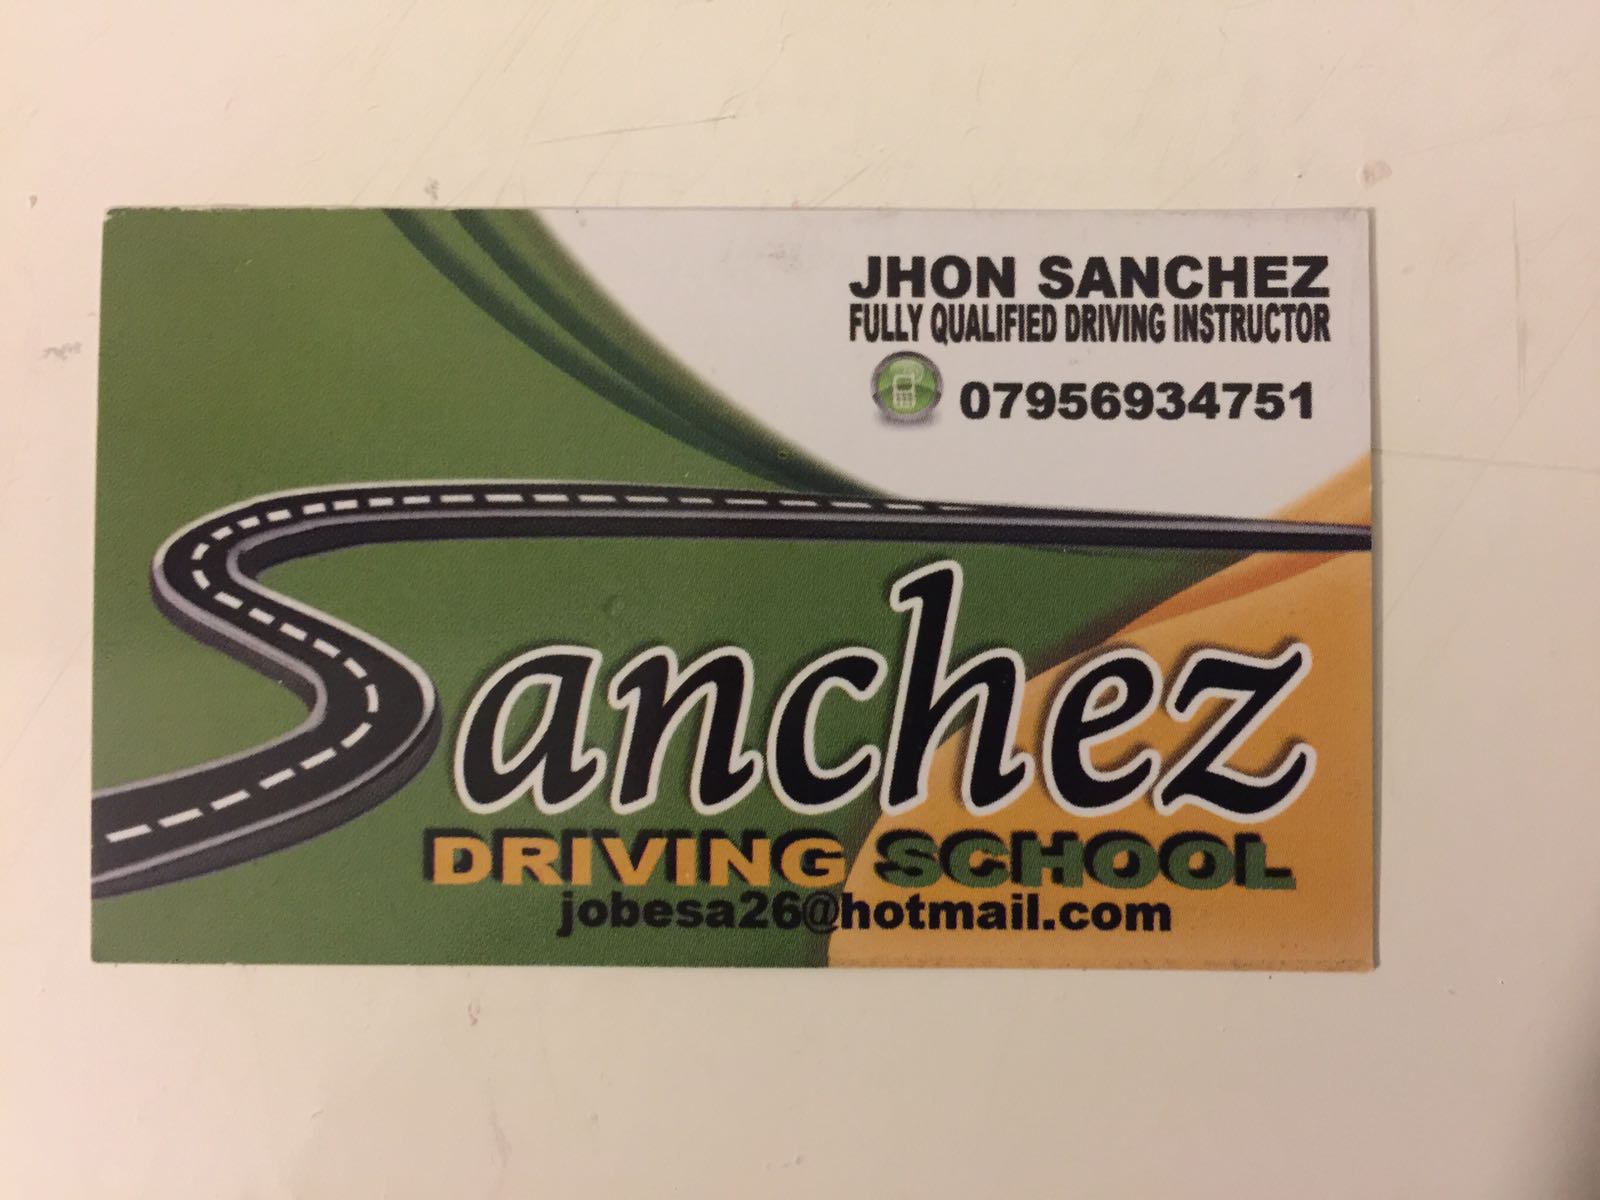 JHON SANCHEZ
FULLY QUALIFIED DRIVING INSTRUCTOR
07956934751
Sanchez
DRIVING SCHOOL
jobesa26@hotmail.com